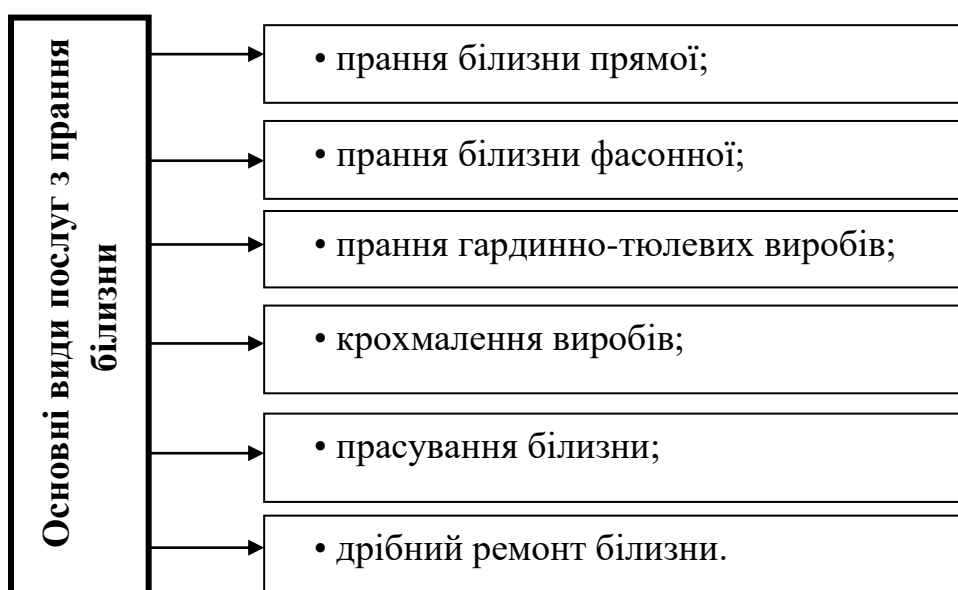 Основні види послуг з прання
білизни
• прання білизни прямої;
• прання білизни фасонної;
• прання гардинно-тюлевих виробів;
• крохмалення виробів;
• прасування білизни;
• дрібний ремонт білизни.